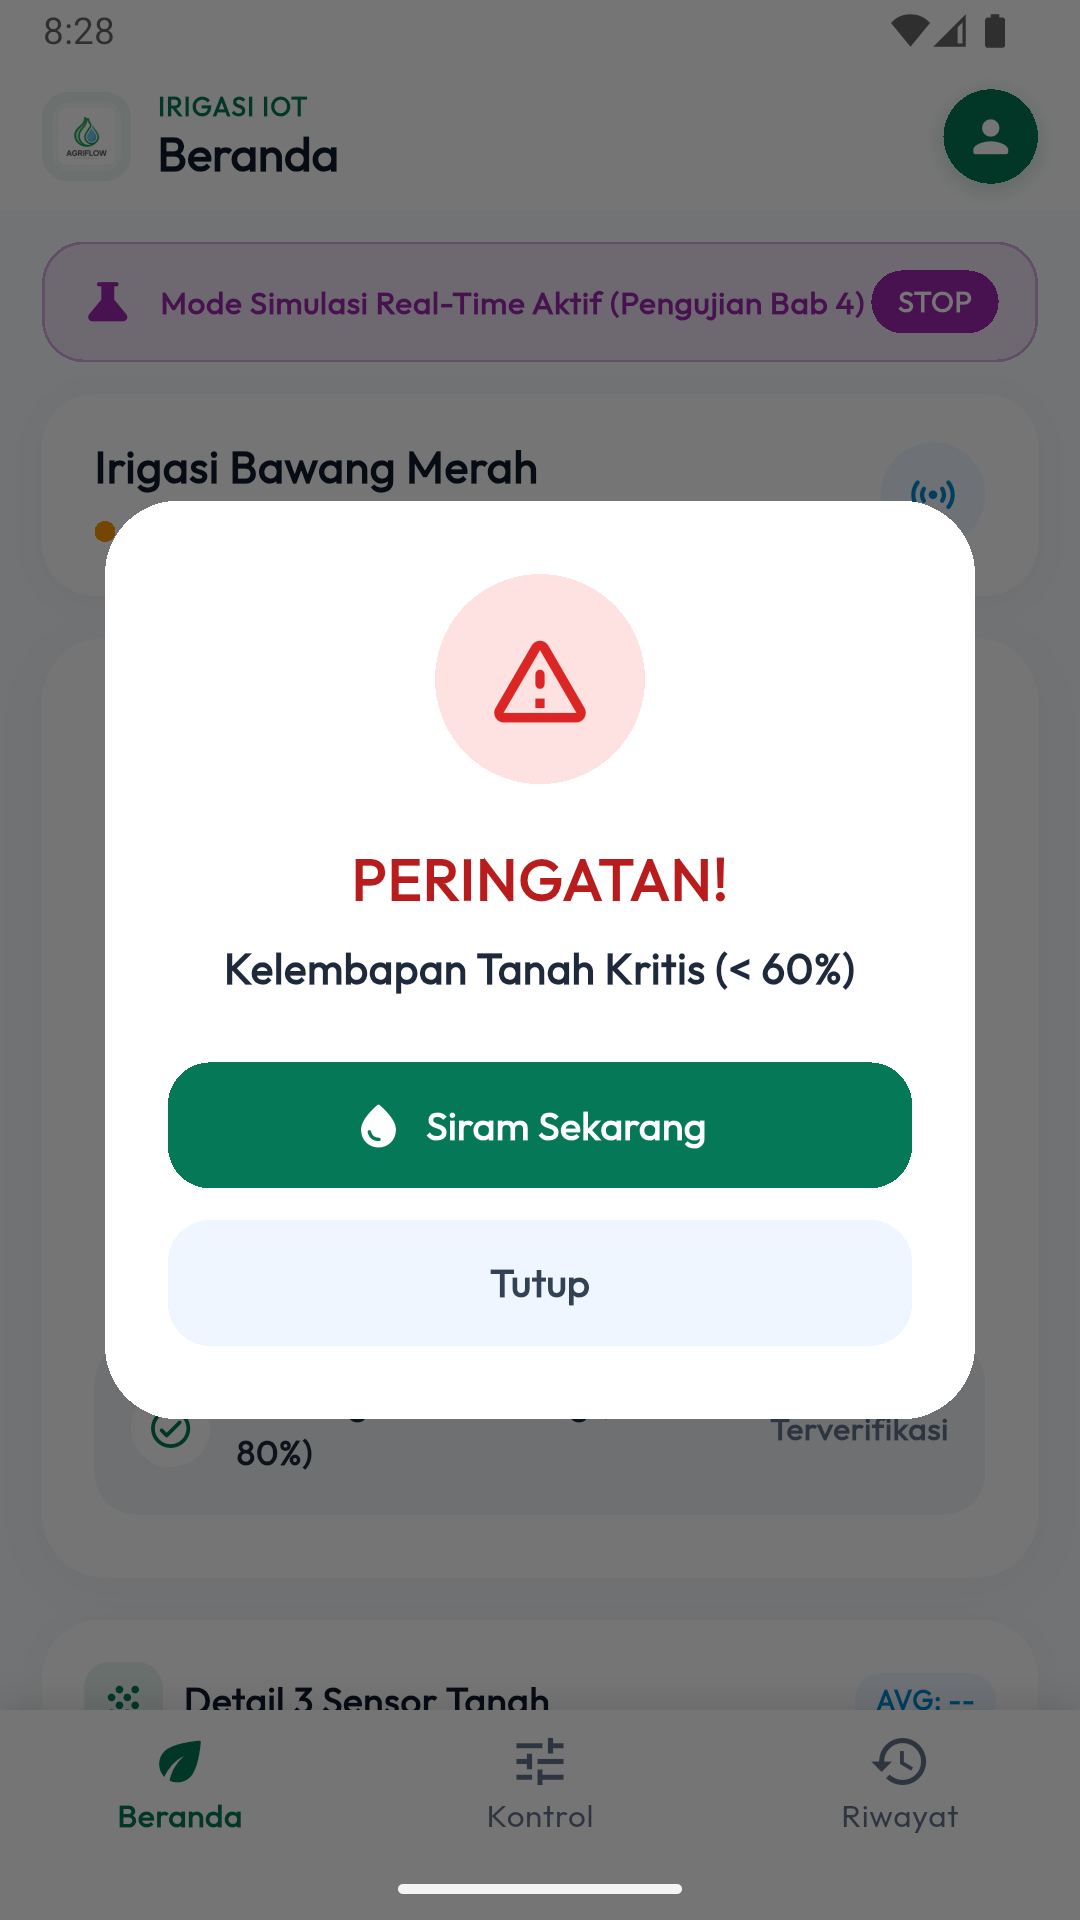 8:28
AGRIFLOW
IRIGASI IOT
Beranda
Mode Simulasi Real-Time Aktif (Pengujian Bab 4)
STOP
Irigasi Bawang Merah
PERINGATAN!
Kelembapan Tanah Kritis (< 60%)
Siram Sekarang
Tutup
80%)
Terverifikasi
Detail 3 Sensor Tanah
AVG: --
Beranda
Kontrol
Riwayat